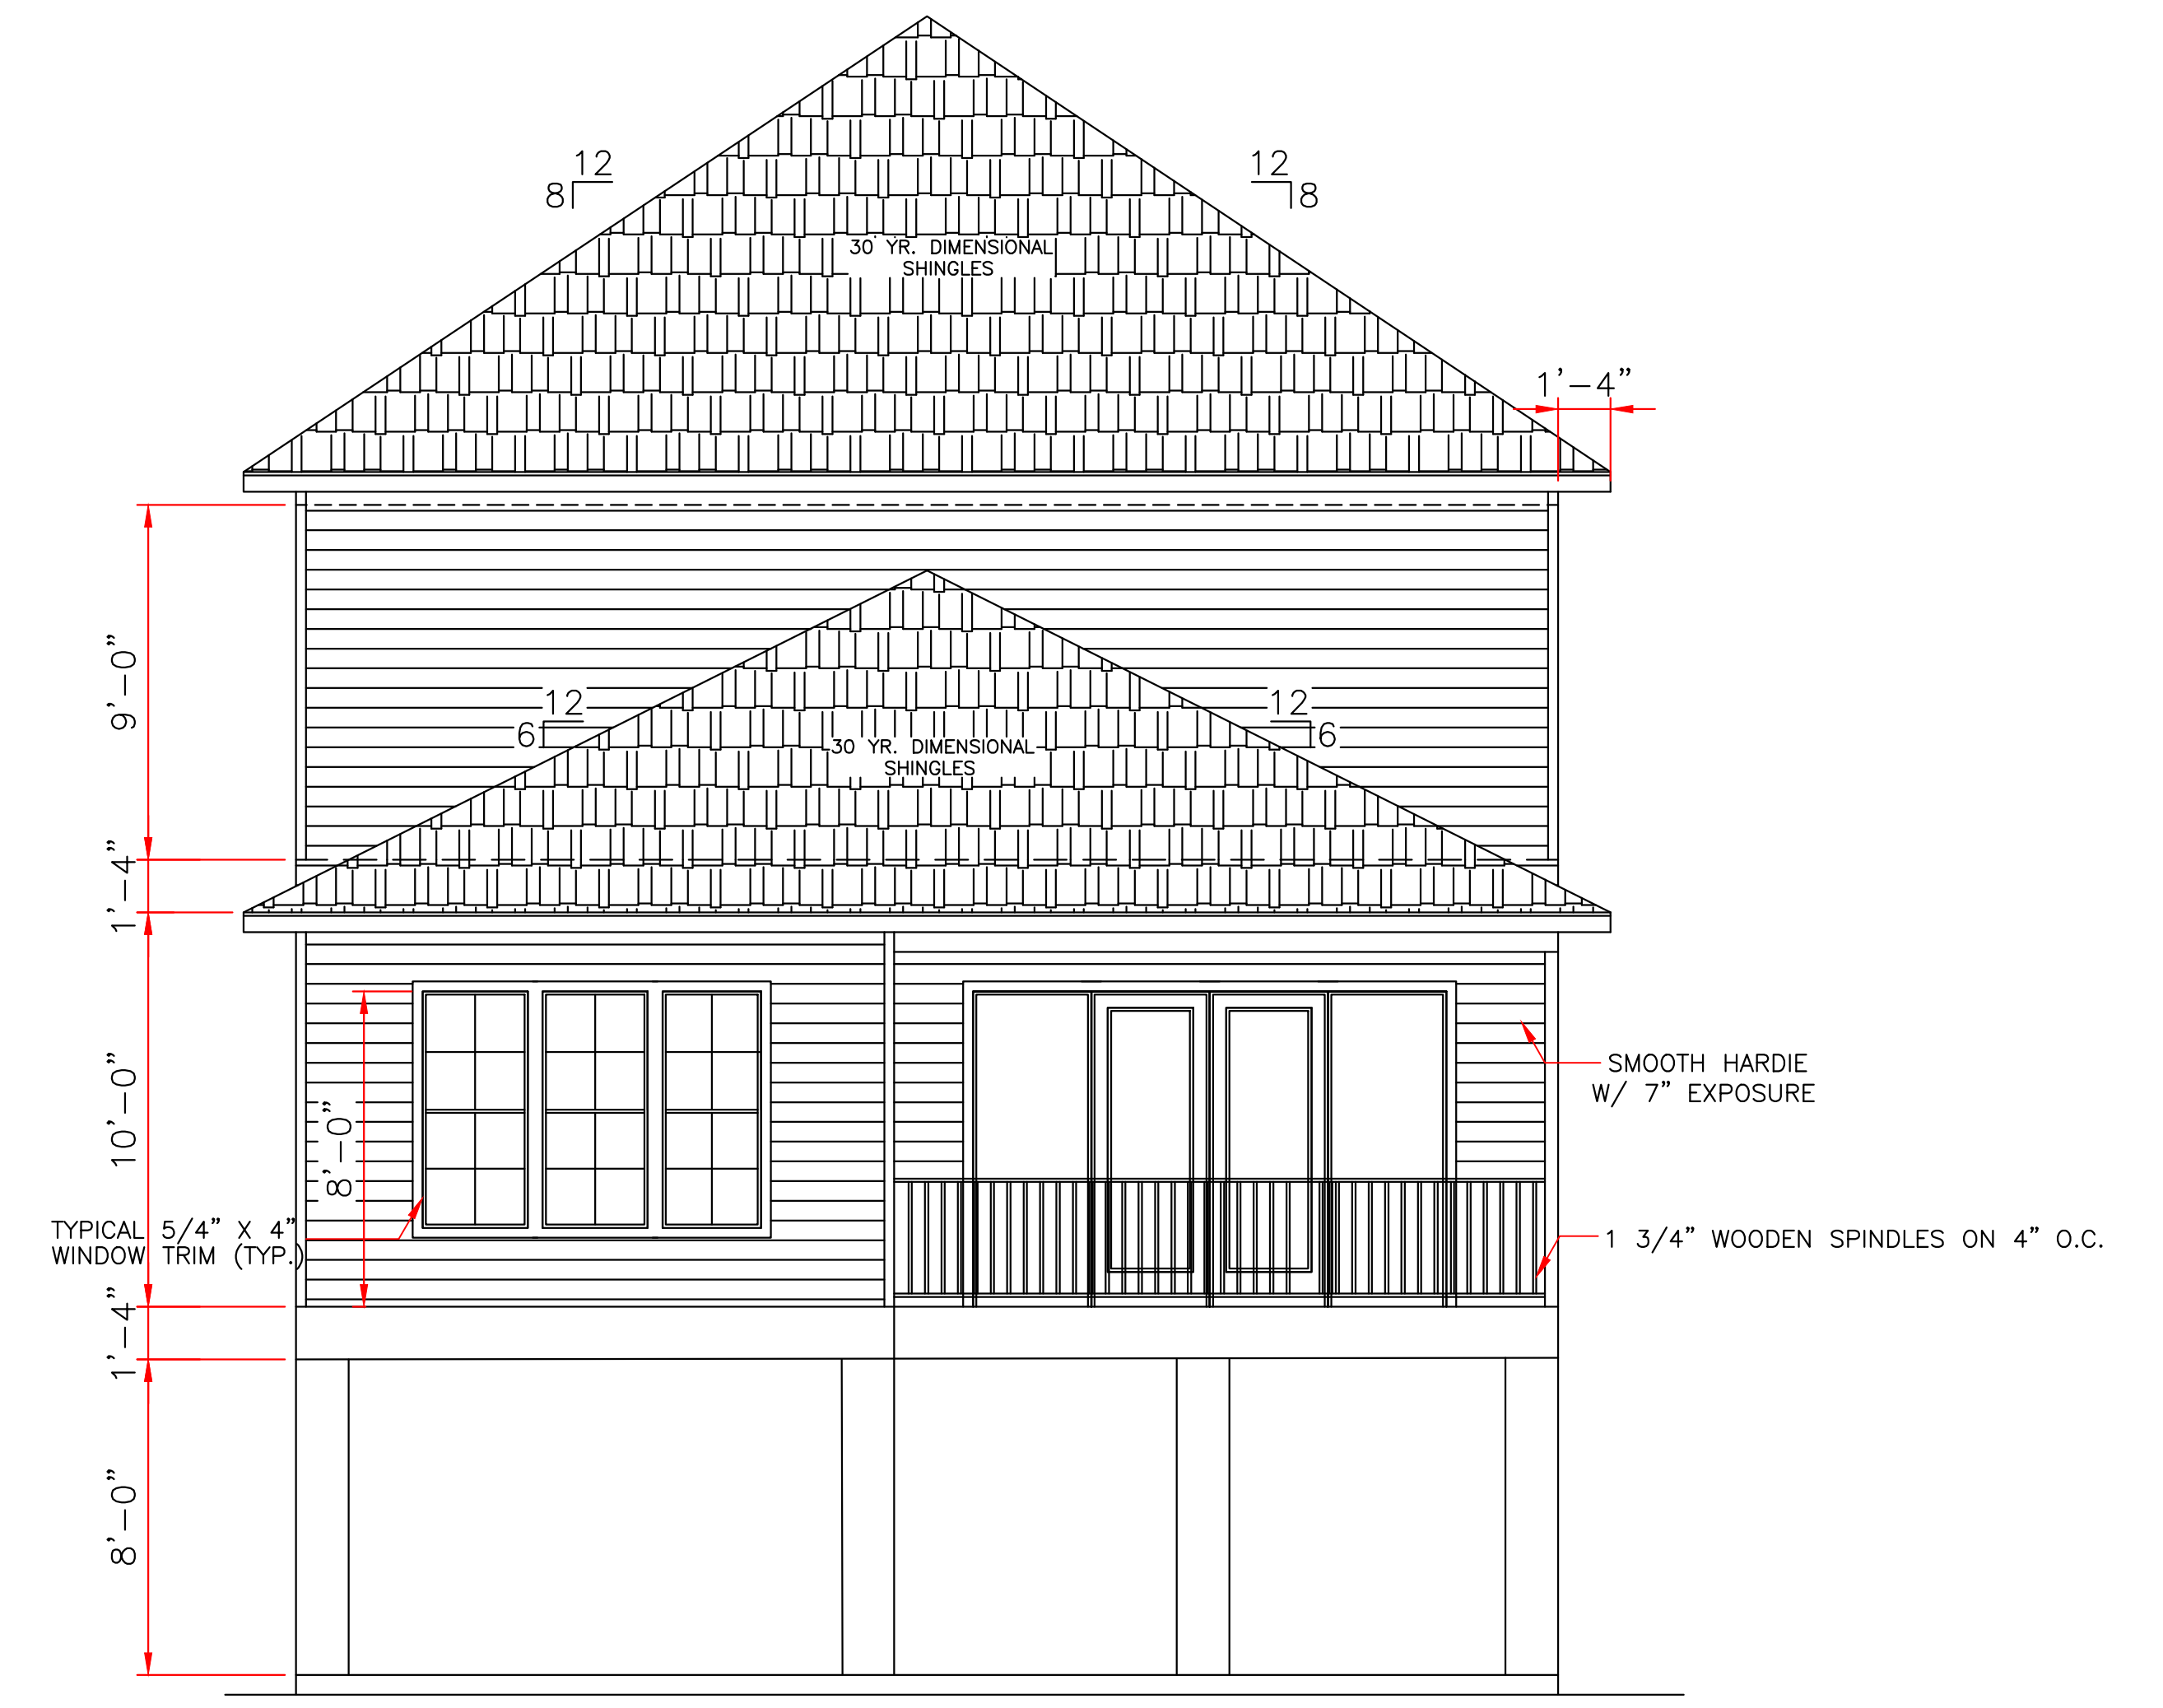 12
8
12
8
30 YR. DIMENSIONAL
SHINGLES
1'-4"
9'-0"
12
6
12
6
30 YR. DIMENSIONAL
SHINGLES
1'-4"
10'-0"
8'-0"
SMOOTH HARDIE
W/ 7" EXPOSURE
TYPICAL 5/4" X 4"
WINDOW TRIM (TYP.)
1 3/4" WOODEN SPINDLES ON 4" O.C.
1'-4"
8'-0"